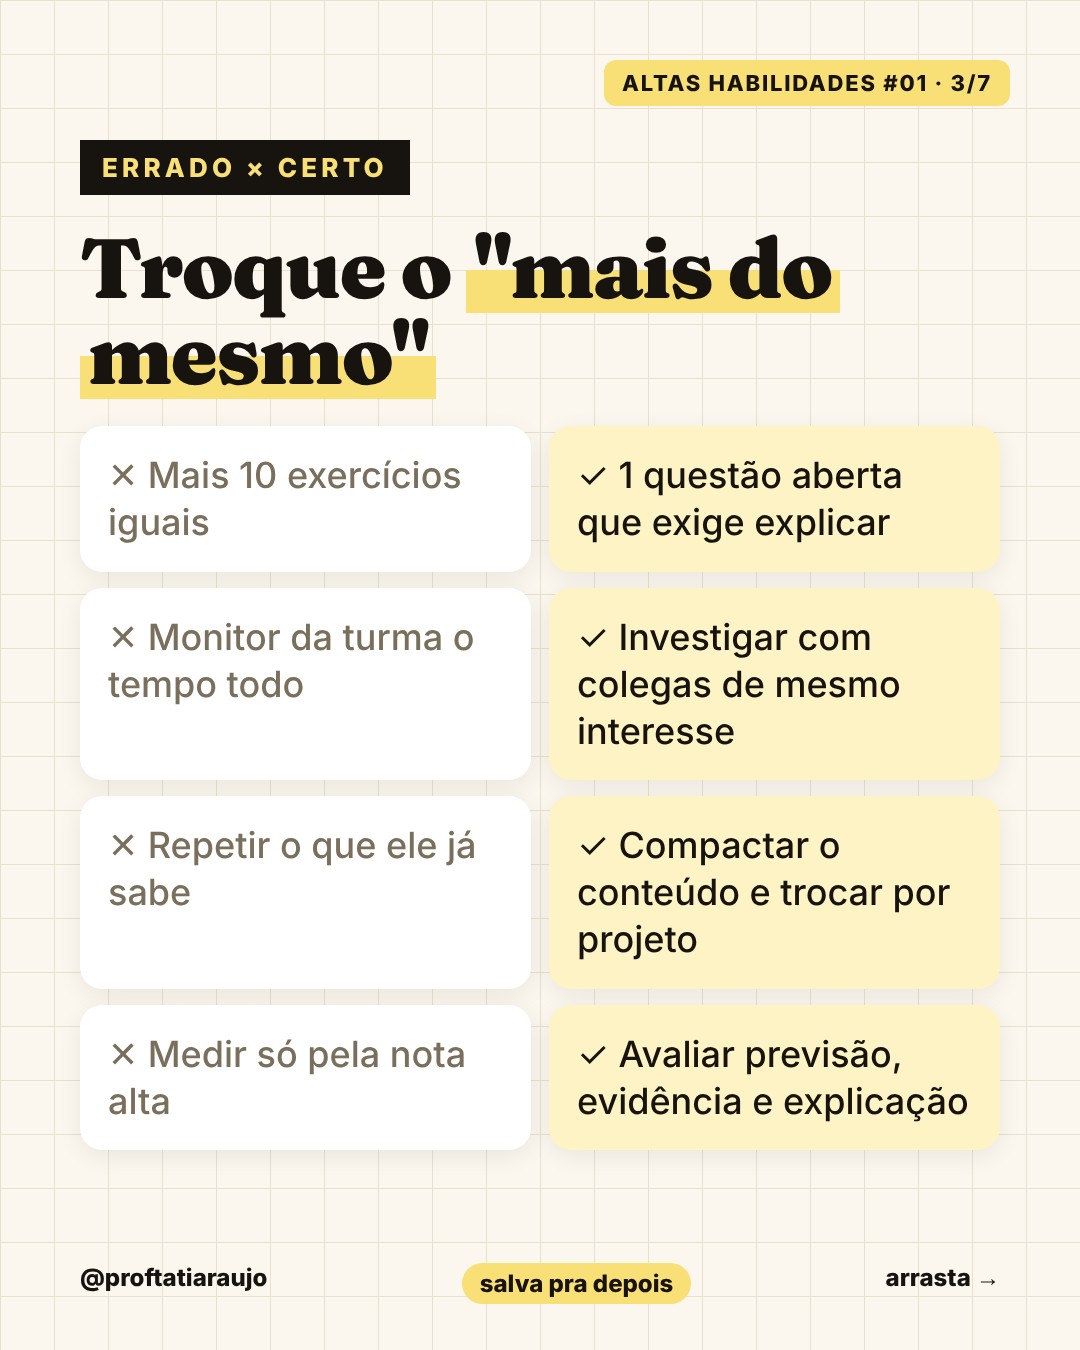 ALTAS HABILIDADES #01 · 3/7
ERRADO × CERTO
Troque o "mais do
mesmo"
✕ Mais 10 exercícios
iguais
✓ 1 questão aberta
que exige explicar
✕ Monitor da turma o
tempo todo
✓ Investigar com
colegas de mesmo
interesse
✕ Repetir o que ele já
sabe
✓ Compactar o
conteúdo e trocar por
projeto
✕ Medir só pela nota
alta
✓ Avaliar previsão,
evidência e explicação
@proftatiaraujo
salva pra depois
arrasta →